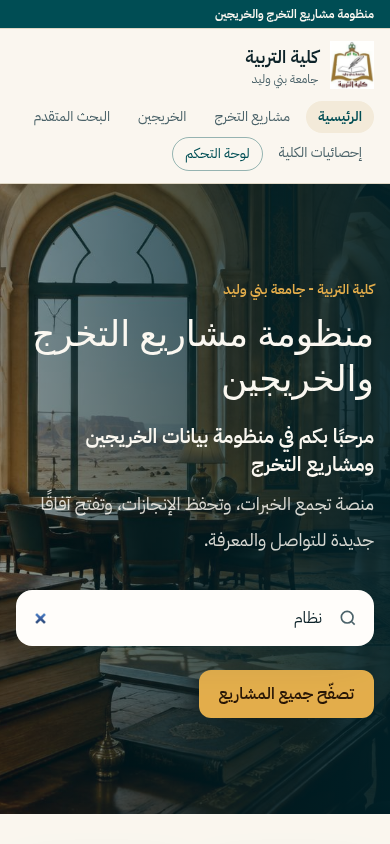 منظومة مشاريع التخرج والخريجين
كلية التربية
جامعة بني وليد
الرئيسية
مشاريع التخرج
الخريجين
البحث المتقدم
إحصائيات الكلية
لوحة التحكم
كلية التربية - جامعة بني وليد
منظومة مشاريع التخرج
والخريجين
مرحبًا بكم في منظومة بيانات الخريجين
ومشاريع التخرج
منصة تجمع الخبرات، وتحفظ الإنجازات، وتفتح آفاقًا
جديدة للتواصل والمعرفة.
نظام
تصفّح جميع المشاريع